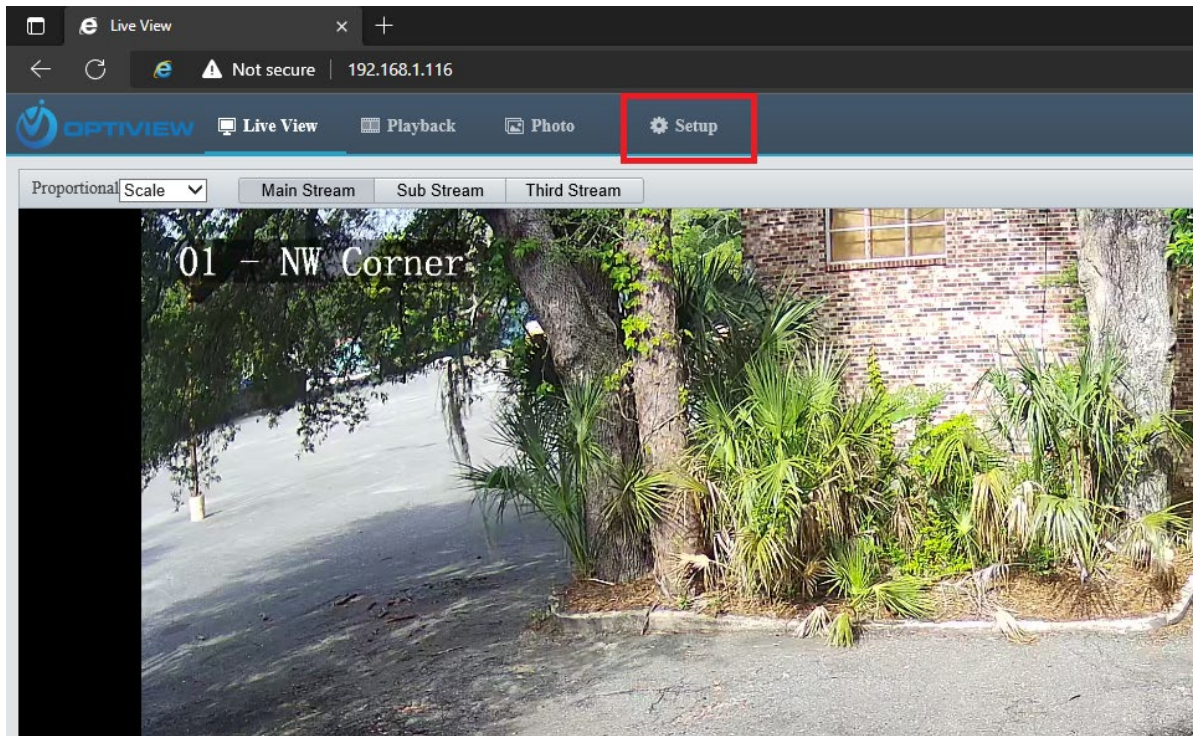 Live View
Not secure 192.168.1.116
OPTIVIEW Live View Playback Photo Setup
Proportional Scale Main Stream Sub Stream Third Stream
01 - NW Corner